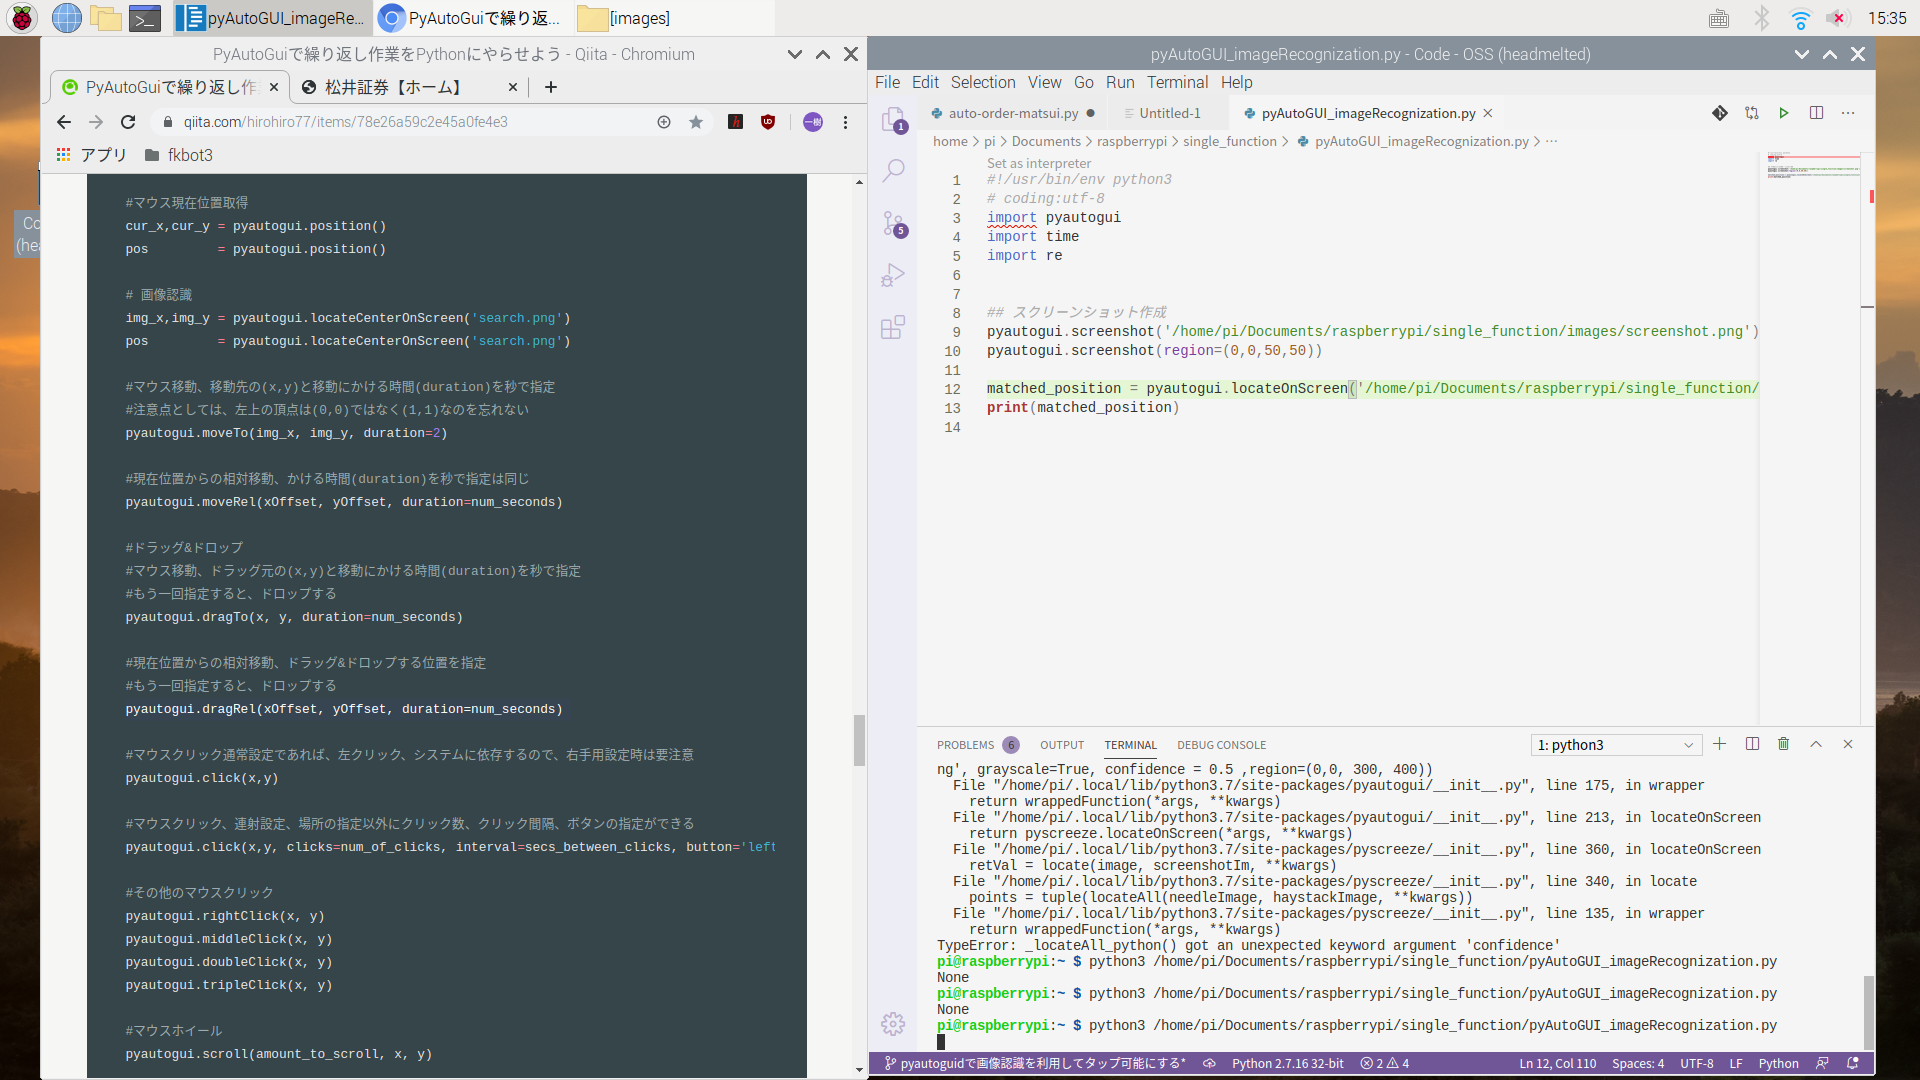 pyAutoGUI_imageRe...
PyAutoGuiで繰り返し作業...
[images]
15:35
PyAutoGuiで繰り返し作業をPythonにやらせよう - Qiita - Chromium
PyAutoGuiで繰り返し作
松井証券【ホーム】
qiita.com/hirohiro77/items/78e26a59c2e45a0fe4e3
一樹
アプリ
fkbot3
Co
(hea
#マウス現在位置取得
cur_x,cur_y = pyautogui.position()
pos = pyautogui.position()
# 画像認識
img_x,img_y = pyautogui.locateCenterOnScreen('search.png')
pos = pyautogui.locateCenterOnScreen('search.png')
#マウス移動、移動先の(x,y)と移動にかける時間(duration)を秒で指定
#注意点としては、左上の頂点は(0,0)ではなく(1,1)なのを忘れない
pyautogui.moveTo(img_x, img_y, duration=2)
#現在位置からの相対移動、かける時間(duration)を秒で指定は同じ
pyautogui.moveRel(xOffset, yOffset, duration=num_seconds)
#ドラッグ&ドロップ
#マウス移動、ドラッグ元の(x,y)と移動にかける時間(duration)を秒で指定
#もう一回指定すると、ドロップする
pyautogui.dragTo(x, y, duration=num_seconds)
#現在位置からの相対移動、ドラッグ&ドロップする位置を指定
#もう一回指定すると、ドロップする
pyautogui.dragRel(xOffset, yOffset, duration=num_seconds)
#マウスクリック通常設定であれば、左クリック、システムに依存するので、右手用設定時は要注意
pyautogui.click(x,y)
#マウスクリック、連射設定、場所の指定以外にクリック数、クリック間隔、ボタンの指定ができる
pyautogui.click(x,y, clicks=num_of_clicks, interval=secs_between_clicks, button='left
#その他のマウスクリック
pyautogui.rightClick(x, y)
pyautogui.middleClick(x, y)
pyautogui.doubleClick(x, y)
pyautogui.tripleClick(x, y)
#マウスホイール
pyautogui.scroll(amount_to_scroll, x, y)
pyAutoGUI_imageRecognization.py - Code - OSS (headmelted)
File Edit Selection View Go Run Terminal Help
auto-order-matsui.py
Untitled-1
pyAutoGUI_imageRecognization.py
home > pi > Documents > raspberrypi > single_function > pyAutoGUI_imageRecognization.py > ...
1
5
Set as interpreter
1 #!/usr/bin/env python3
2 # coding:utf-8
3 import pyautogui
4 import time
5 import re
6
7
8 ## スクリーンショット作成
9 pyautogui.screenshot('/home/pi/Documents/raspberrypi/single_function/images/screenshot.png')
10 pyautogui.screenshot(region=(0,0,50,50))
11
12 matched_position = pyautogui.locateOnScreen('/home/pi/Documents/raspberrypi/single_function/
13 print(matched_position)
14
PROBLEMS 6 OUTPUT TERMINAL DEBUG CONSOLE
1: python3
ng', grayscale=True, confidence = 0.5 ,region=(0,0, 300, 400))
File "/home/pi/.local/lib/python3.7/site-packages/pyautogui/__init__.py", line 175, in wrapper
return wrappedFunction(*args, **kwargs)
File "/home/pi/.local/lib/python3.7/site-packages/pyautogui/__init__.py", line 213, in locateOnScreen
return pyscreeze.locateOnScreen(*args, **kwargs)
File "/home/pi/.local/lib/python3.7/site-packages/pyscreeze/__init__.py", line 360, in locateOnScreen
retVal = locate(image, screenshotIm, **kwargs)
File "/home/pi/.local/lib/python3.7/site-packages/pyscreeze/__init__.py", line 340, in locate
points = tuple(locateAll(needleImage, haystackImage, **kwargs))
File "/home/pi/.local/lib/python3.7/site-packages/pyscreeze/__init__.py", line 135, in wrapper
return wrappedFunction(*args, **kwargs)
TypeError: _locateAll_python() got an unexpected keyword argument 'confidence'
pi@raspberrypi:~ $ python3 /home/pi/Documents/raspberrypi/single_function/pyAutoGUI_imageRecognization.py
None
pi@raspberrypi:~ $ python3 /home/pi/Documents/raspberrypi/single_function/pyAutoGUI_imageRecognization.py
None
pi@raspberrypi:~ $ python3 /home/pi/Documents/raspberrypi/single_function/pyAutoGUI_imageRecognization.py
pyautoguidで画像認識を利用してタップ可能にする*
Python 2.7.16 32-bit
2 4
Ln 12, Col 110
Spaces: 4
UTF-8
LF
Python